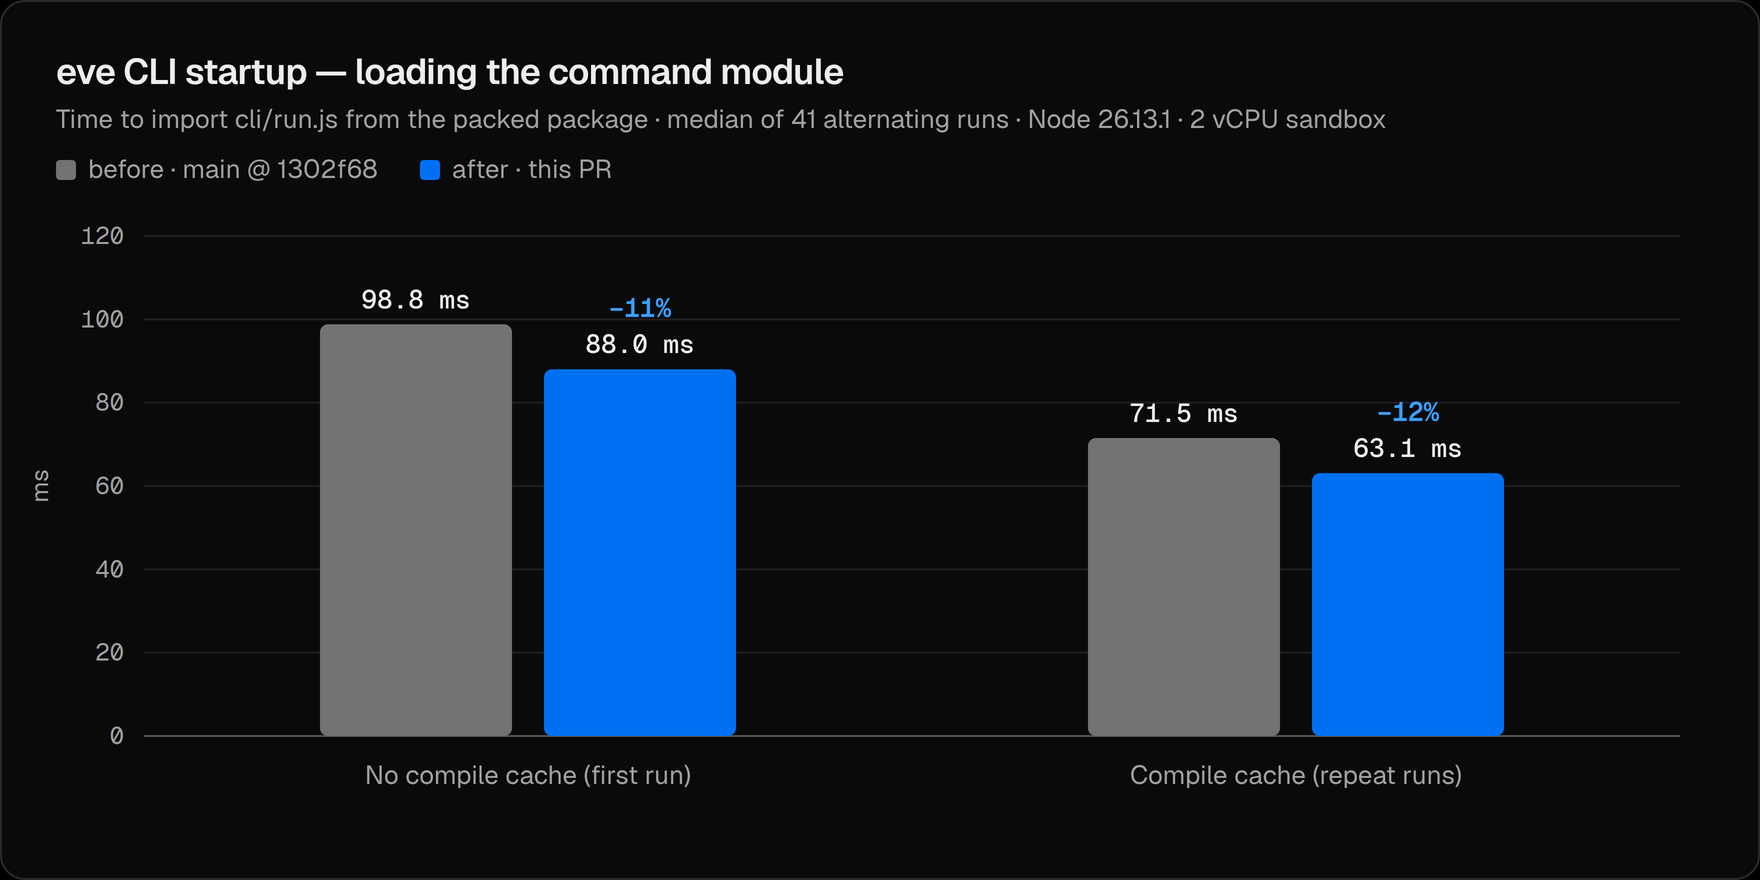 eve CLI startup — loading the command module
Time to import cli/run.js from the packed package · median of 41 alternating runs · Node 26.13.1 · 2 vCPU sandbox
before · main @ 1302f68
after · this PR
120
100
80
60
40
20
0
ms
98.8 ms
−11%
88.0 ms
71.5 ms
−12%
63.1 ms
No compile cache (first run)
Compile cache (repeat runs)